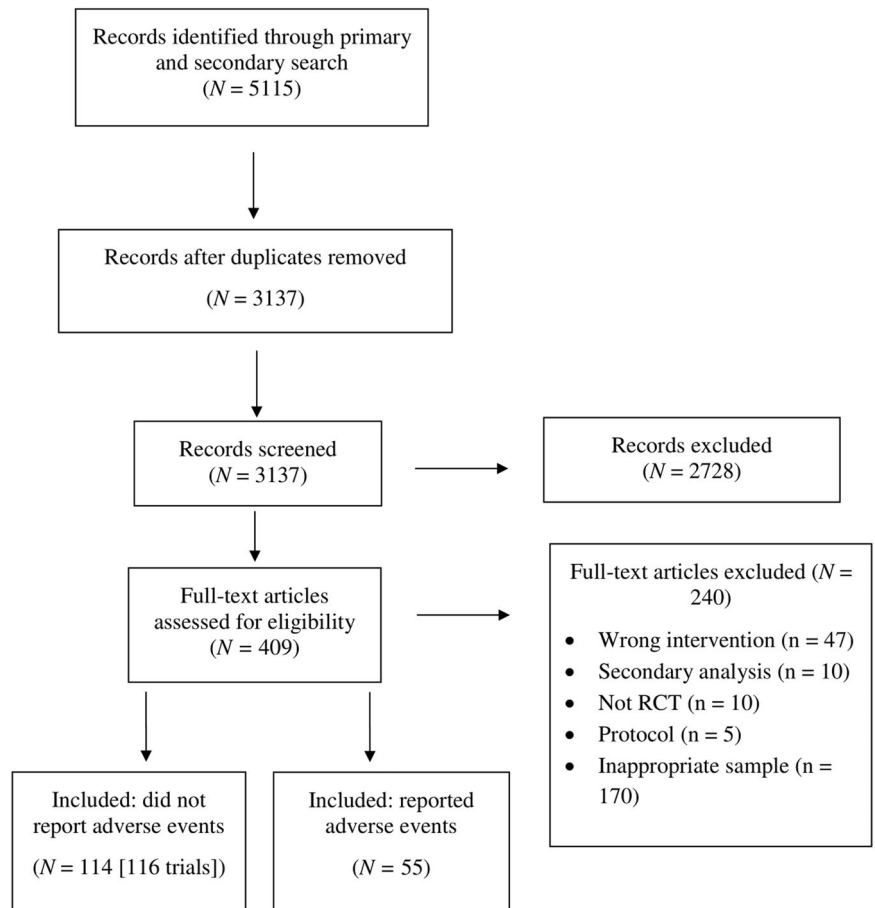 Records identified through primary
and secondary search
(N = 5115)
Records after duplicates removed
(N = 3137)
Records screened
(N = 3137)
Records excluded
(N = 2728)
Full-text articles
assessed for eligibility
(N = 409)
Full-text articles excluded (N =
240)
• Wrong intervention (n = 47)
• Secondary analysis (n = 10)
• Not RCT (n = 10)
• Protocol (n = 5)
• Inappropriate sample (n =
170)
Included: did not
report adverse events
(N = 114 [116 trials])
Included: reported
adverse events
(N = 55)